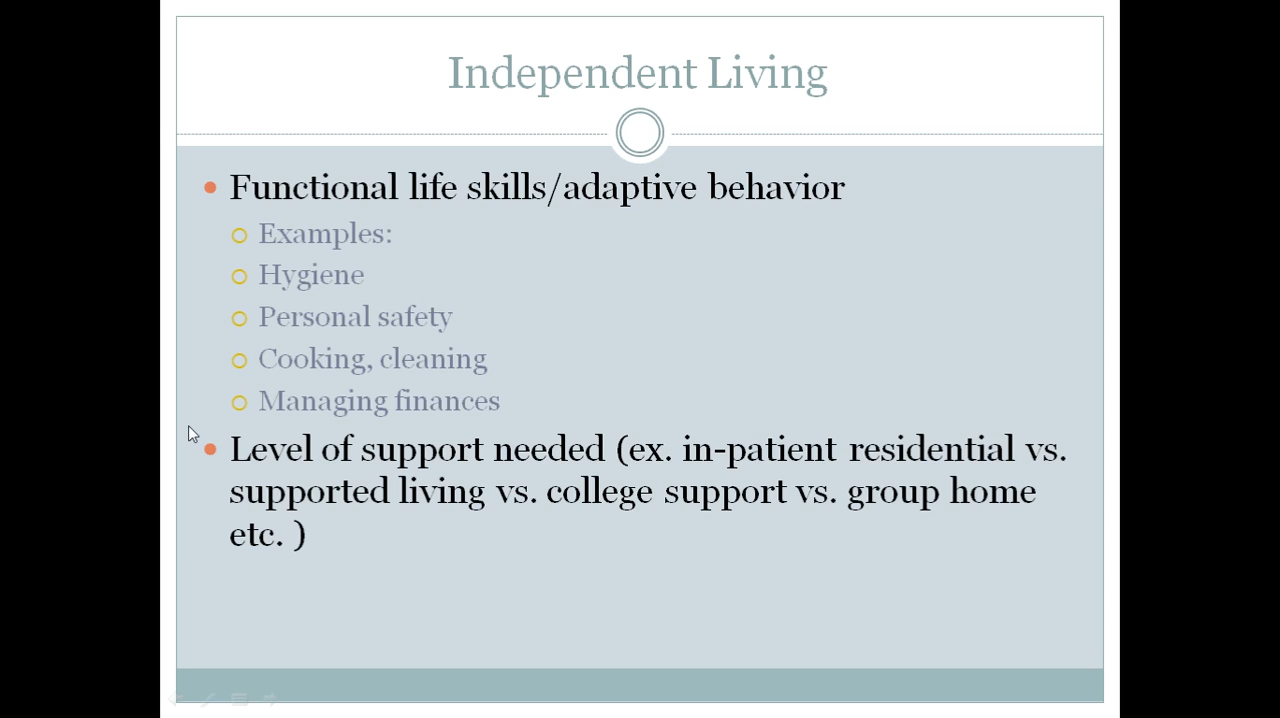 Independent Living
Functional life skills/adaptive behavior
Examples:
Hygiene
Personal safety
Cooking, cleaning
Managing finances
Level of support needed (ex. in-patient residential vs.
supported living vs. college support vs. group home
etc. )